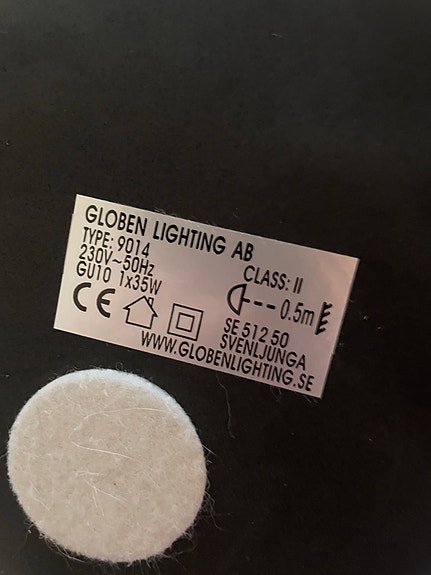 GLOBEN LIGHTING AB
TYPE: 9014
230V~50Hz
CLASS: II
GU10 1x35W
0.5m
CE
SE 512 50
SVENLJUNGA
WWW.GLOBENLIGHTING.SE